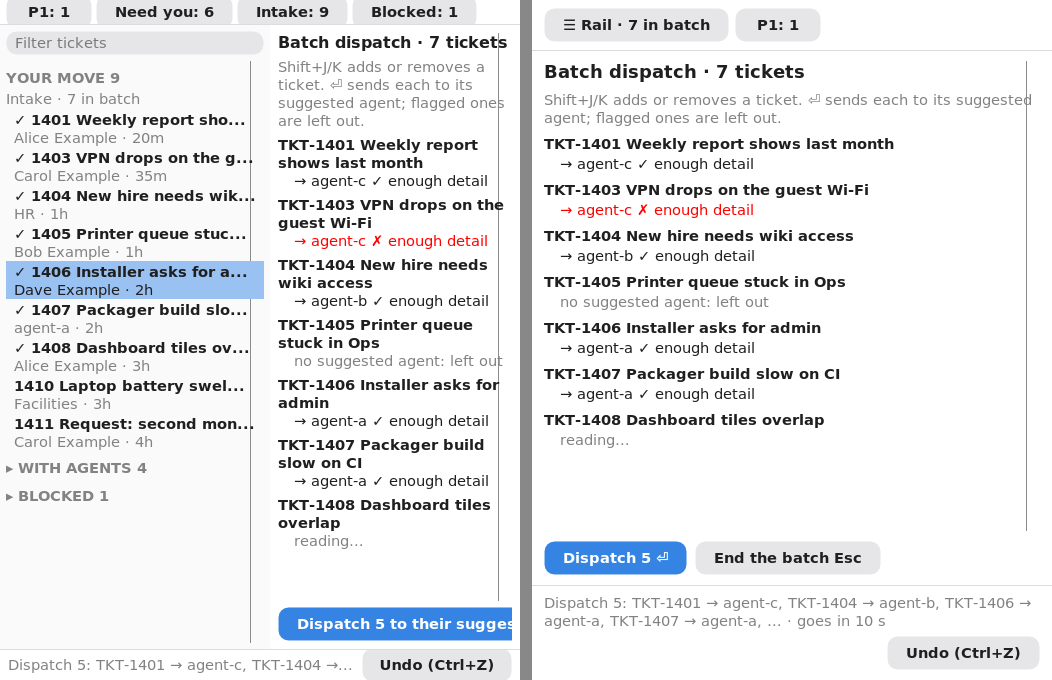 P1: 1 Need you: 6 Intake: 9 Blocked: 1
Filter tickets
YOUR MOVE 9
Intake · 7 in batch
✓ 1401 Weekly report sho...
Alice Example · 20m
✓ 1403 VPN drops on the g...
Carol Example · 35m
✓ 1404 New hire needs wik...
HR · 1h
✓ 1405 Printer queue stuc...
Bob Example · 1h
✓ 1406 Installer asks for a...
Dave Example · 2h
✓ 1407 Packager build slo...
agent-a · 2h
✓ 1408 Dashboard tiles ov...
Alice Example · 3h
1410 Laptop battery swel...
Facilities · 3h
1411 Request: second mon...
Carol Example · 4h
▸ WITH AGENTS 4
▸ BLOCKED 1
Batch dispatch · 7 tickets
Shift+J/K adds or removes a
ticket. ⏎ sends each to its
suggested agent; flagged ones
are left out.
TKT-1401 Weekly report
shows last month
→ agent-c ✓ enough detail
TKT-1403 VPN drops on the
guest Wi-Fi
→ agent-c ✗ enough detail
TKT-1404 New hire needs
wiki access
→ agent-b ✓ enough detail
TKT-1405 Printer queue
stuck in Ops
no suggested agent: left out
TKT-1406 Installer asks for
admin
→ agent-a ✓ enough detail
TKT-1407 Packager build
slow on CI
→ agent-a ✓ enough detail
TKT-1408 Dashboard tiles
overlap
reading…
Dispatch 5 to their sugges
Dispatch 5: TKT-1401 → agent-c, TKT-1404 →...
Undo (Ctrl+Z)
☰ Rail · 7 in batch P1: 1
Batch dispatch · 7 tickets
Shift+J/K adds or removes a ticket. ⏎ sends each to its suggested
agent; flagged ones are left out.
TKT-1401 Weekly report shows last month
→ agent-c ✓ enough detail
TKT-1403 VPN drops on the guest Wi-Fi
→ agent-c ✗ enough detail
TKT-1404 New hire needs wiki access
→ agent-b ✓ enough detail
TKT-1405 Printer queue stuck in Ops
no suggested agent: left out
TKT-1406 Installer asks for admin
→ agent-a ✓ enough detail
TKT-1407 Packager build slow on CI
→ agent-a ✓ enough detail
TKT-1408 Dashboard tiles overlap
reading…
Dispatch 5 ⏎ End the batch Esc
Dispatch 5: TKT-1401 → agent-c, TKT-1404 → agent-b, TKT-1406 →
agent-a, TKT-1407 → agent-a, … · goes in 10 s
Undo (Ctrl+Z)